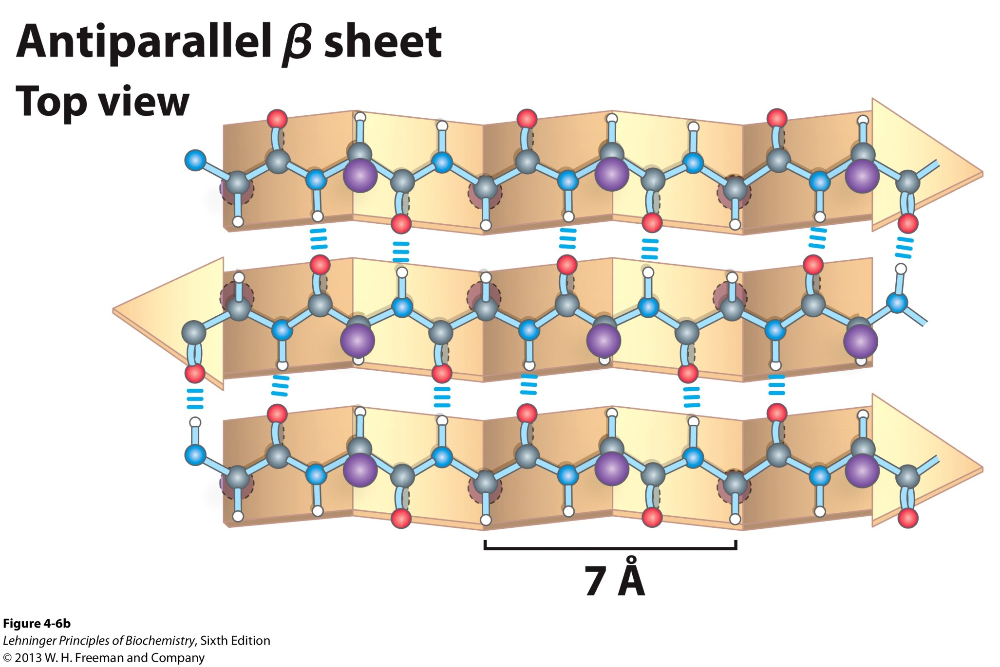 Antiparallel β sheet
Top view
7 Å
Figure 4-6b
Lehninger Principles of Biochemistry, Sixth Edition
© 2013 W. H. Freeman and Company